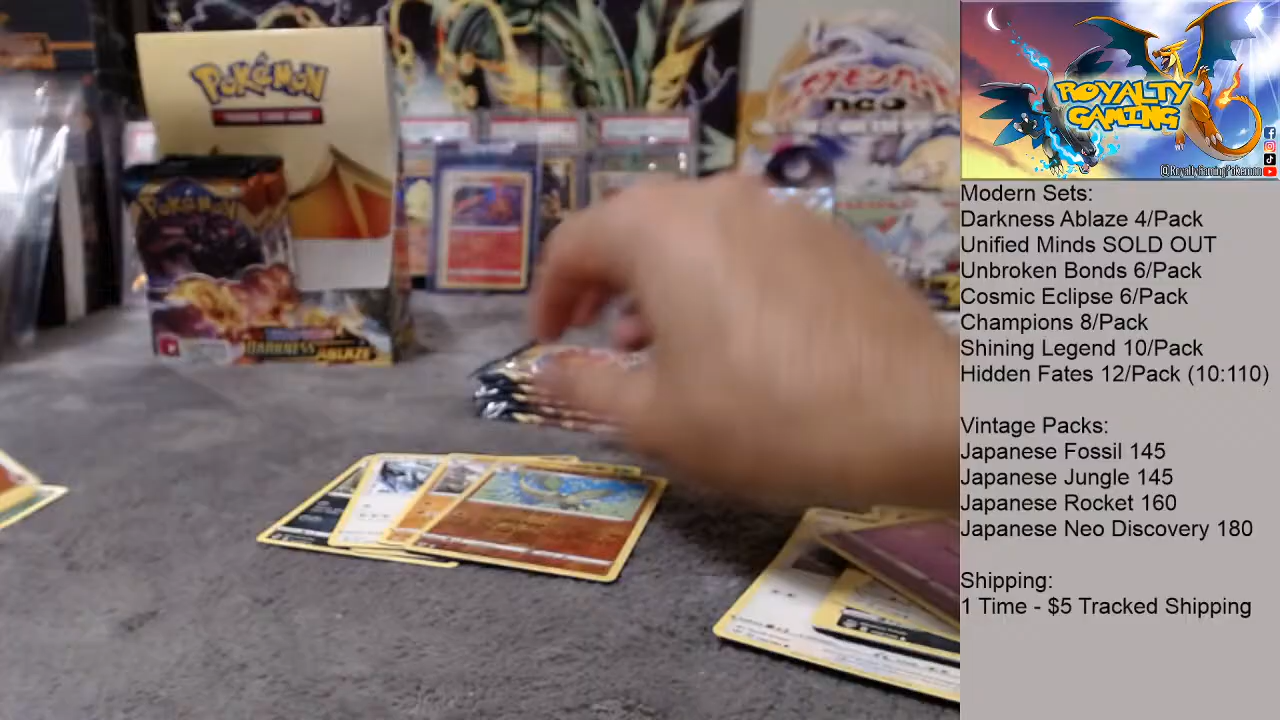 POKéMON
Pokémon
DARKNESS ABLAZE
neo
ROYALTY
GAMING
@RoyaltyGamingPokemon
Modern Sets:
Darkness Ablaze 4/Pack
Unified Minds SOLD OUT
Unbroken Bonds 6/Pack
Cosmic Eclipse 6/Pack
Champions 8/Pack
Shining Legend 10/Pack
Hidden Fates 12/Pack (10:110)
Vintage Packs:
Japanese Fossil 145
Japanese Jungle 145
Japanese Rocket 160
Japanese Neo Discovery 180
Shipping:
1 Time - $5 Tracked Shipping